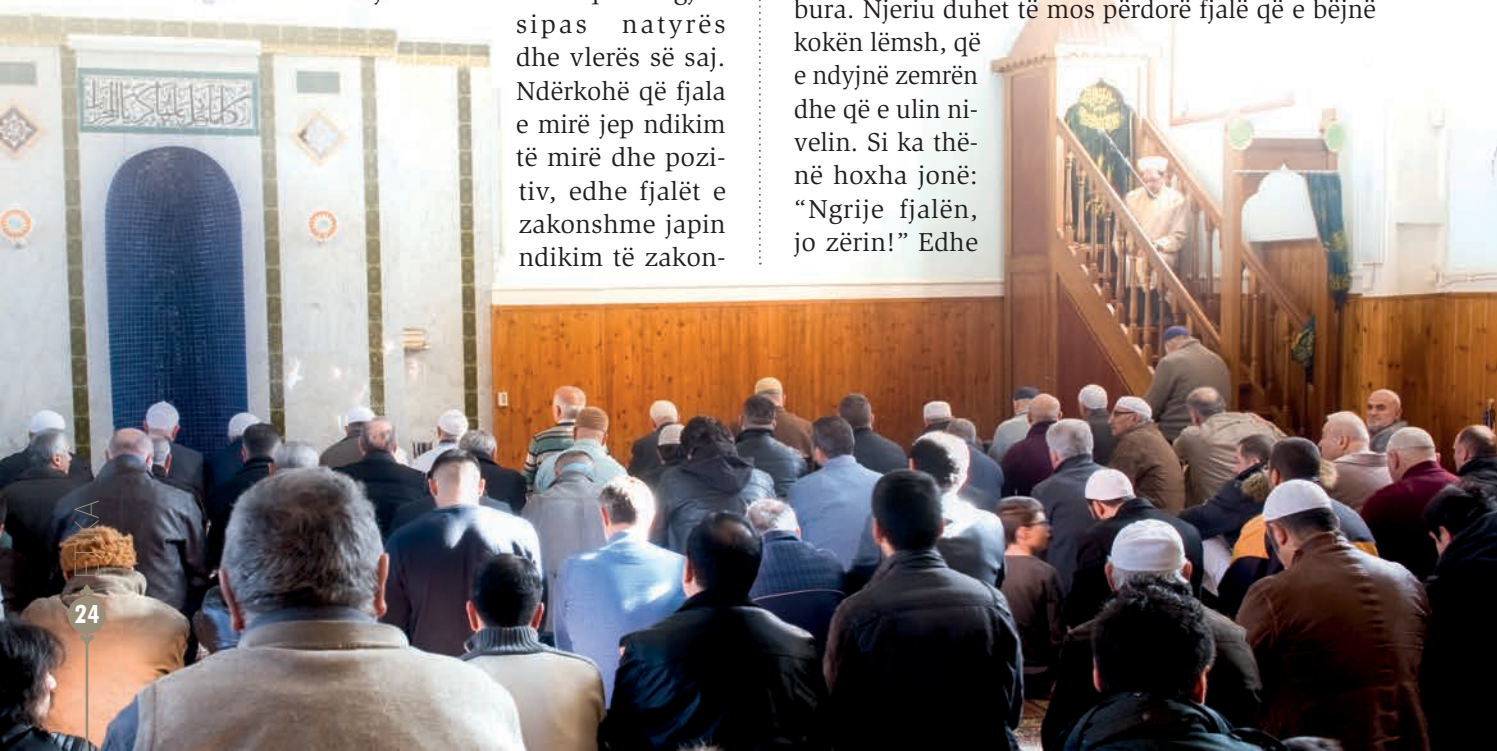 sipas natyrës
dhe vlerës së saj.
Ndërkohë që fjala
e mirë jep ndikim
të mirë dhe pozi-
tiv, edhe fjalët e
zakonshme japin
ndikim të zakon-
bura. Njeriu duhet të mos përdorë fjalë që e bëjnë
kokën lëmsh, që
e ndyjnë zemrën
dhe që e ulin ni-
velin. Si ka thë-
në hoxha jonë:
“Ngrije fjalën,
jo zërin!” Edhe
24